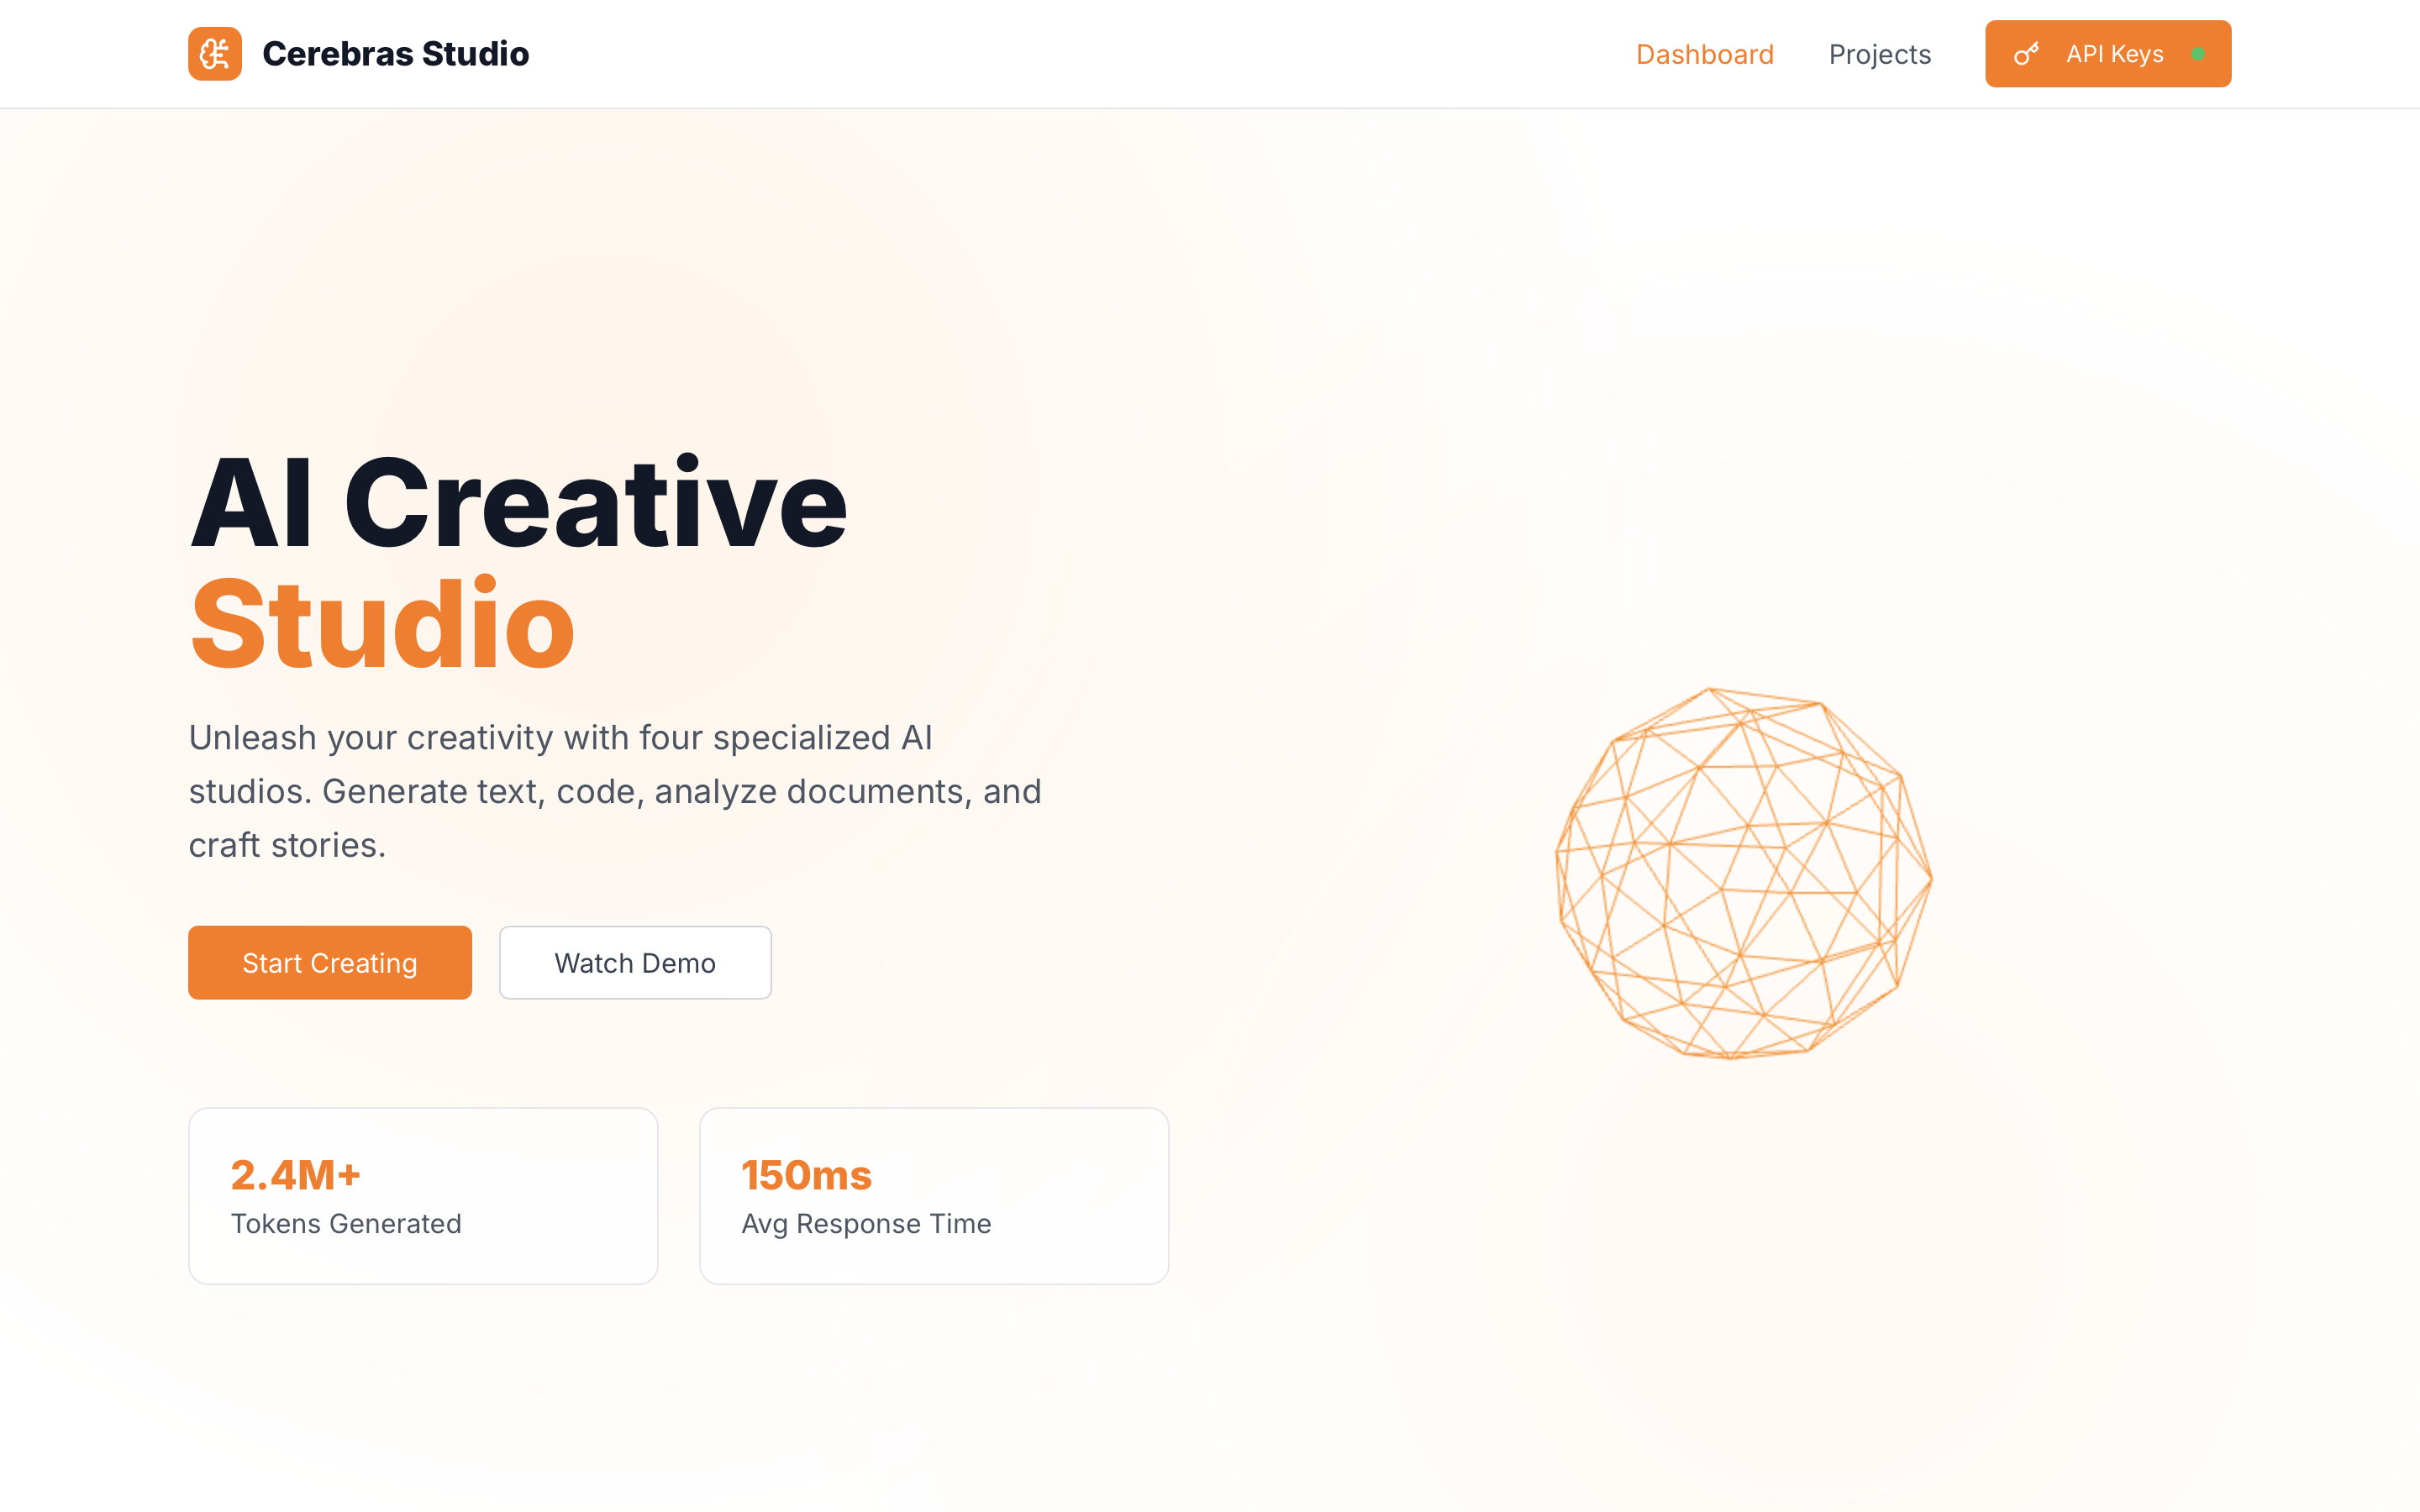 Cerebras Studio
Dashboard
Projects
API Keys
AI Creative
Studio
Unleash your creativity with four specialized AI
studios. Generate text, code, analyze documents, and
craft stories.
Start Creating
Watch Demo
2.4M+
Tokens Generated
150ms
Avg Response Time